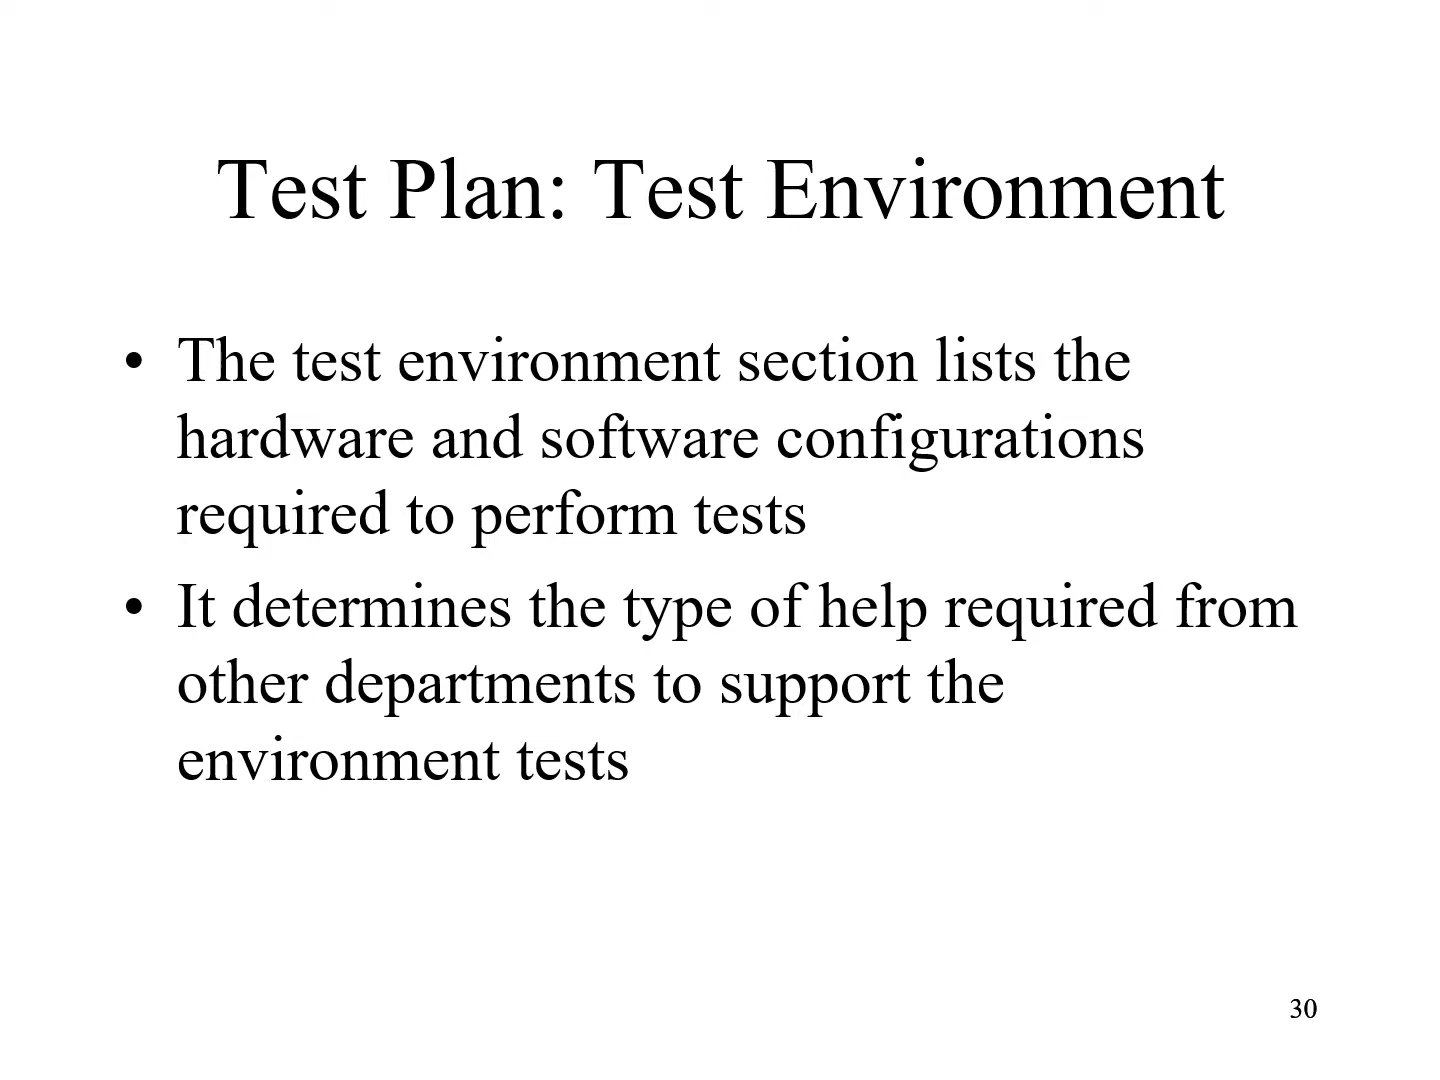 Test Plan: Test Environment
• The test environment section lists the
hardware and software configurations
required to perform tests
• It determines the type of help required from
other departments to support the
environment tests
30